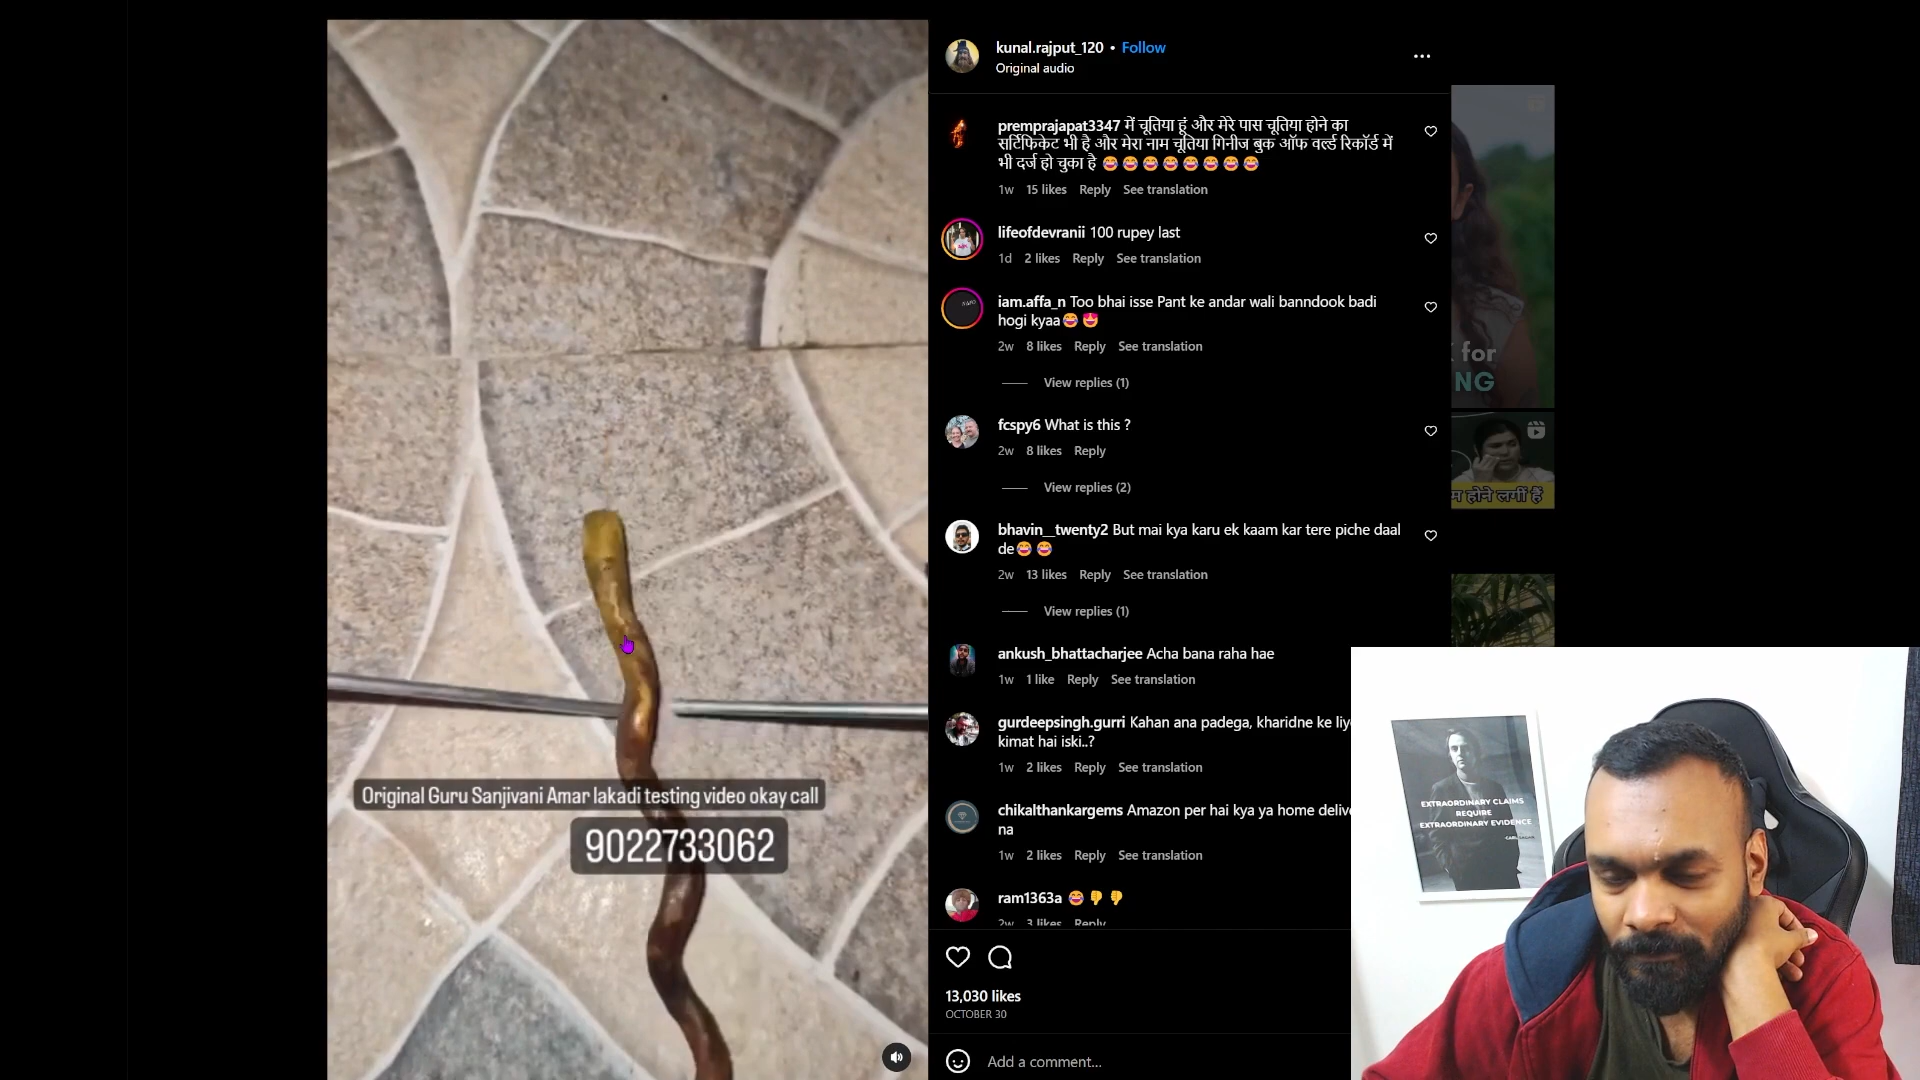 kunal.rajput_120 • Follow
Original audio
premprajapat3347 में चूतिया हूं और मेरे पास चूतिया होने का
सर्टिफिकेट भी है और मेरा नाम चूतिया गिनीज बुक ऑफ वर्ल्ड रिकॉर्ड में
भी दर्ज हो चुका है 😂😂😂😂😂😂😂😂
1w 15 likes Reply See translation
lifeofdevranii 100 rupey last
1d 2 likes Reply See translation
iam.affa_n Too bhai isse Pant ke andar wali banndook badi
hogi kyaa😂😍
2w 8 likes Reply See translation
View replies (1)
fcspy6 What is this ?
2w 8 likes Reply
View replies (2)
bhavin__twenty2 But mai kya karu ek kaam kar tere piche daal
de😂😂
2w 13 likes Reply See translation
View replies (1)
ankush_bhattacharjee Acha bana raha hae
1w 1 like Reply See translation
gurdeepsingh.gurri Kahan ana padega, kharidne ke
kimat hai iski..?
1w 2 likes Reply See translation
chikalthankargems Amazon per hai kya ya home
na
1w 2 likes Reply See translation
ram1363a 😂👎👎
2w 3 likes Reply
13,030 likes
OCTOBER 30
Add a comment...
Original Guru Sanjivani Amar lakadi testing video okay call
9022733062
for
NG
होने लगीं हैं
EXTRAORDINARY CLAIMS
REQUIRE
EXTRAORDINARY EVIDENCE